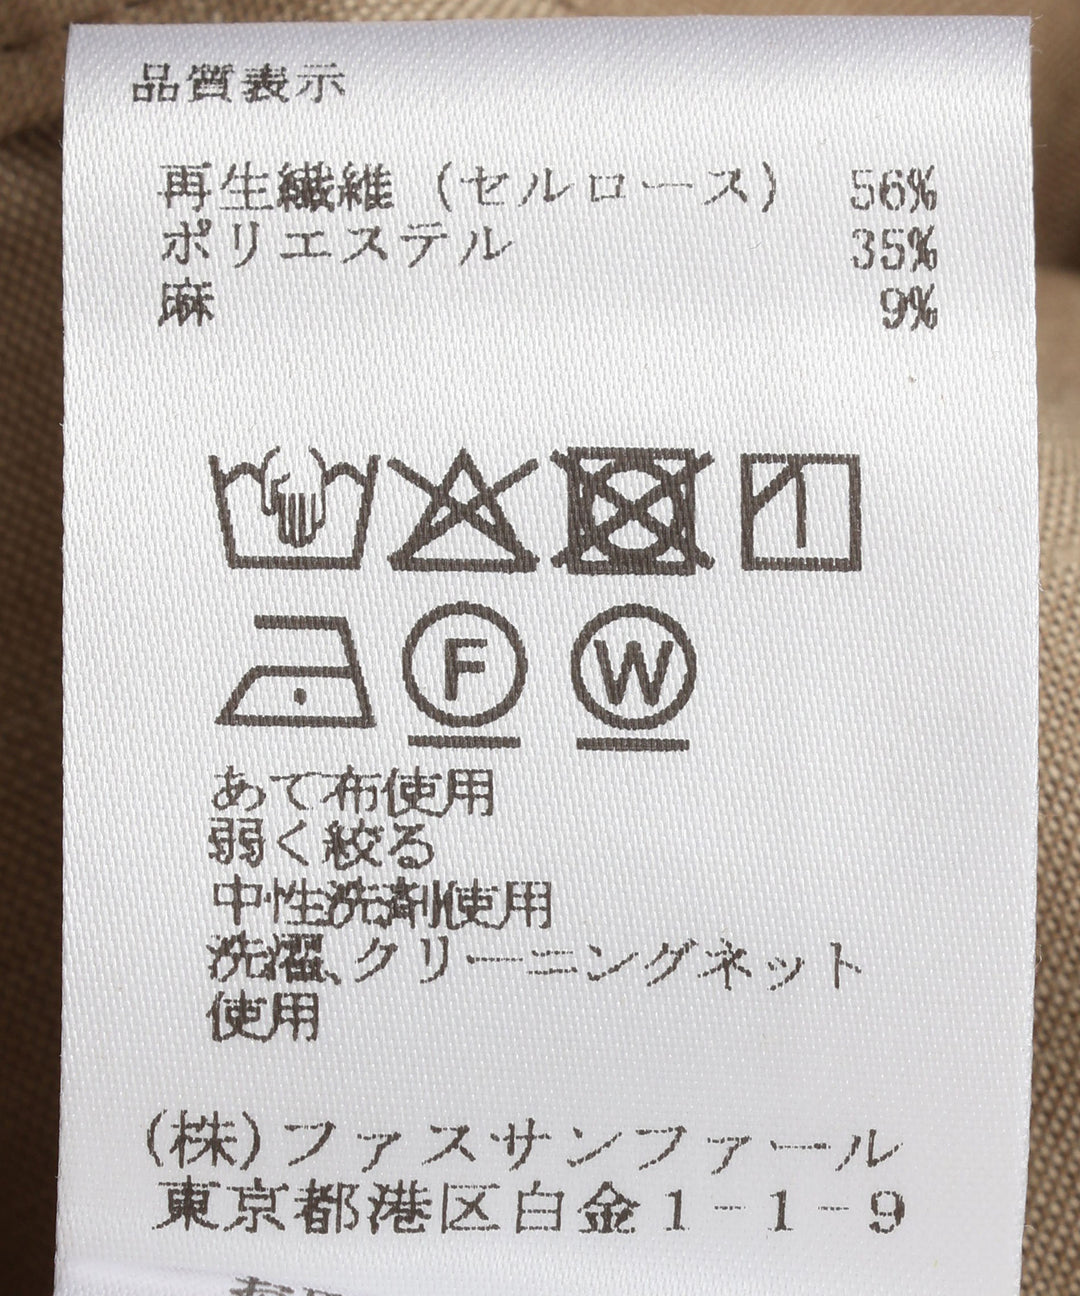 品質表示
再生繊維 (セルロース) 56%
ポリエステル 35%
麻 9%
F W
あて布使用
弱く絞る
中性洗剤使用
洗濯、クリーニングネット
使用
(株)ファスサンファール
東京都港区白金1-1-9